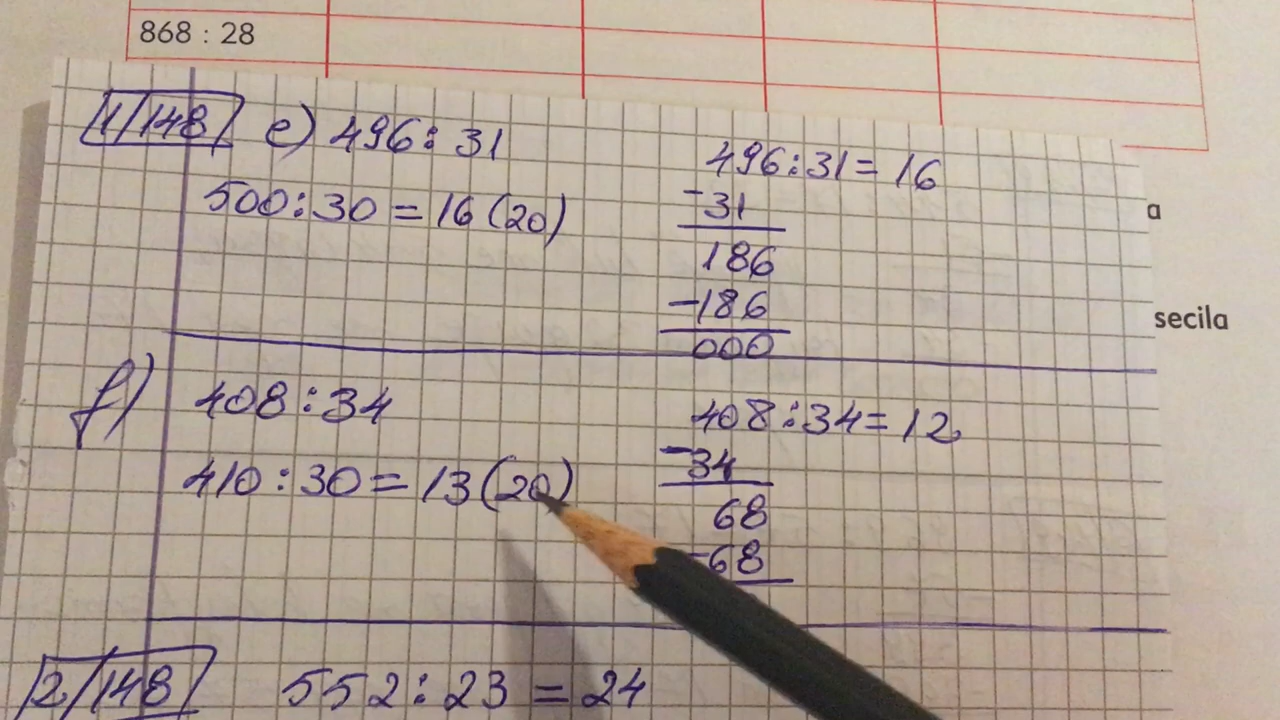 868 : 28
1/148 e) 496 : 31
500 : 30 = 16 (20)
496 : 31 = 16
-31
186
-186
000
a
secila
f) 408 : 34
410 : 30 = 13 (20)
408 : 34 = 12
-34
68
-68
2/148 552 : 23 = 24